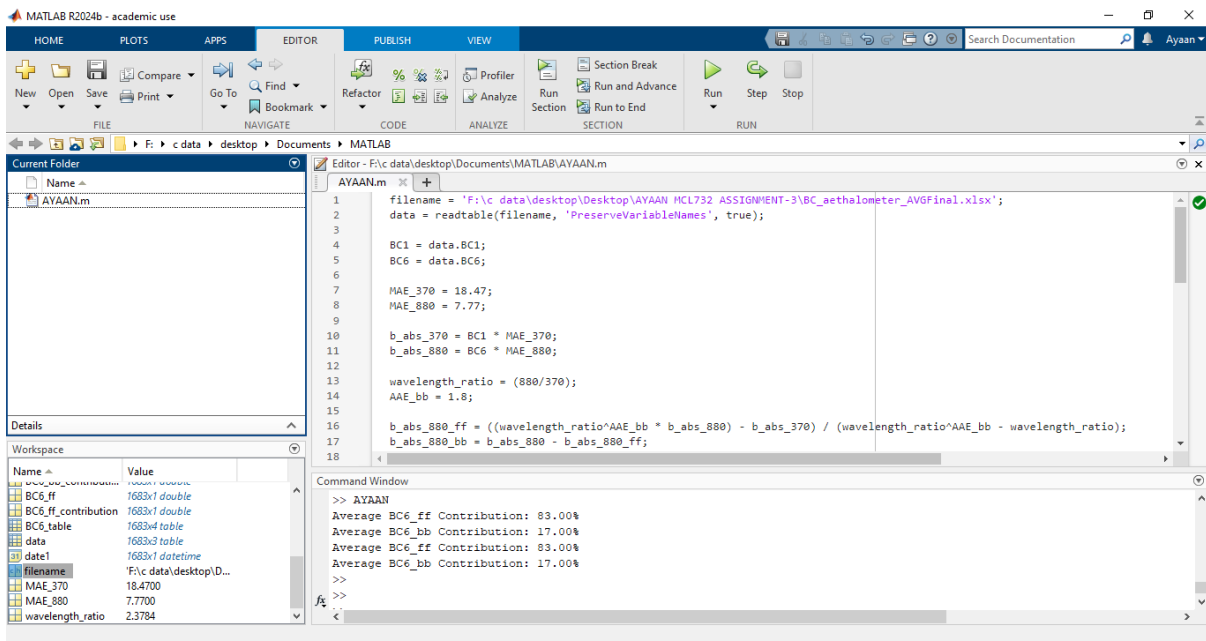 MATLAB R2024b - academic use
HOME PLOTS APPS EDITOR PUBLISH VIEW Search Documentation Ayaan
New Open Save Compare Print Go To Find Bookmark Refactor Profiler Analyze Run Section Section Break Run and Advance Run to End Run Step Stop
FILE NAVIGATE CODE ANALYZE SECTION RUN
F: c data desktop Documents MATLAB
Current Folder
Name
AYAAN.m
Details
Editor - F:\c data\desktop\Documents\MATLAB\AYAAN.m
AYAAN.m
1 filename = 'F:\c data\desktop\Desktop\AYAAN MCL732 ASSIGNMENT-3\BC_aethalometer_AVGFinal.xlsx';
2 data = readtable(filename, 'PreserveVariableNames', true);
3
4 BC1 = data.BC1;
5 BC6 = data.BC6;
6
7 MAE_370 = 18.47;
8 MAE_880 = 7.77;
9
10 b_abs_370 = BC1 * MAE_370;
11 b_abs_880 = BC6 * MAE_880;
12
13 wavelength_ratio = (880/370);
14 AAE_bb = 1.8;
15
16 b_abs_880_ff = ((wavelength_ratio^AAE_bb * b_abs_880) - b_abs_370) / (wavelength_ratio^AAE_bb - wavelength_ratio);
17 b_abs_880_bb = b_abs_880 - b_abs_880_ff;
18
Workspace
Name Value
BC6_ff 1683x1 double
BC6_ff_contribution 1683x1 double
BC6_table 1683x4 table
data 1683x3 table
date1 1683x1 datetime
filename 'F:\c data\desktop\D...
MAE_370 18.4700
MAE_880 7.7700
wavelength_ratio 2.3784
Command Window
>> AYAAN
Average BC6_ff Contribution: 83.00%
Average BC6_bb Contribution: 17.00%
Average BC6_ff Contribution: 83.00%
Average BC6_bb Contribution: 17.00%
>>
fx >>